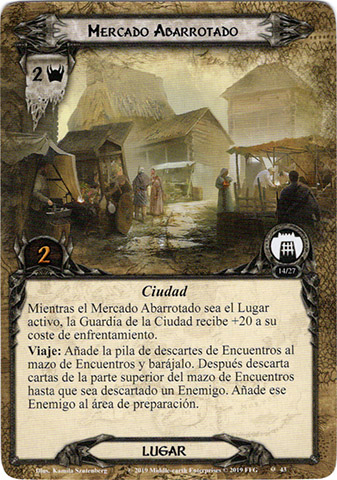 MERCADO ABARROTADO
2
2
14/27
Ciudad
Mientras el Mercado Abarrotado sea el Lugar
activo, la Guardia de la Ciudad recibe +20 a su
coste de enfrentamiento.
Viaje: Añade la pila de descartes de Encuentros al
mazo de Encuentros y barájalo. Después descarta
cartas de la parte superior del mazo de Encuentros
hasta que sea descartado un Enemigo. Añade ese
Enemigo al área de preparación.
LUGAR
Illus. Kamila Szutenberg ©2019 Middle-earth Enterprises ©2019 FFG 43